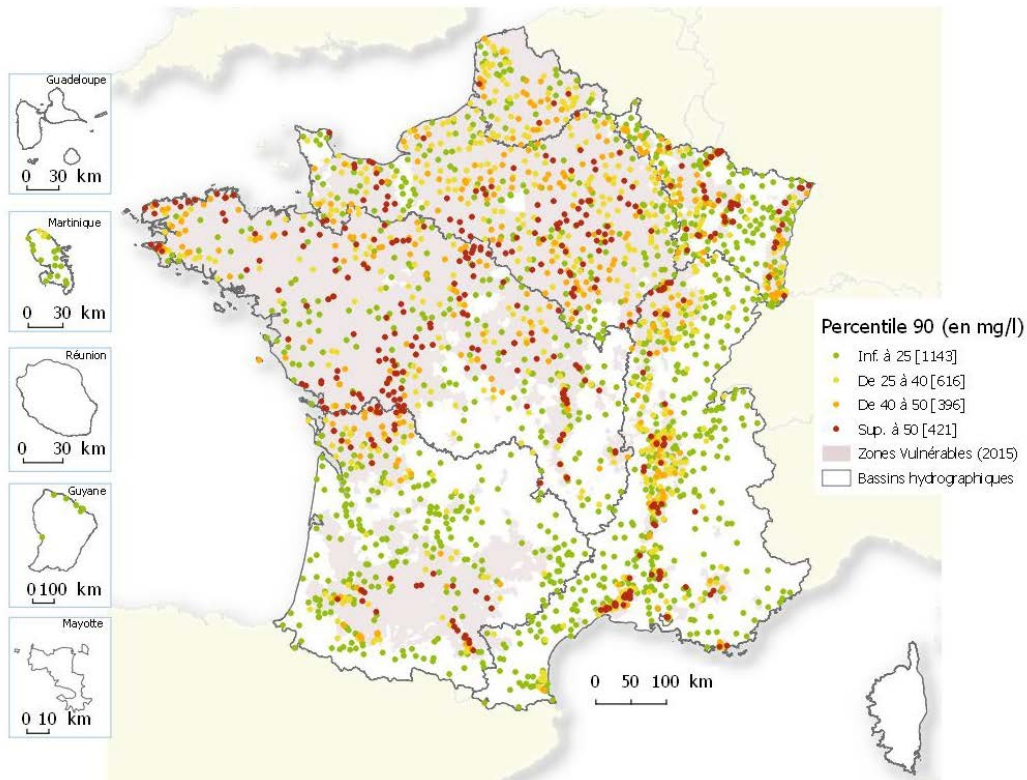 Guadeloupe
0 30 km
Martinique
0 30 km
Réunion
0 30 km
Guyane
0 100 km
Mayotte
0 10 km
0 50 100 km
Percentile 90 (en mg/l)
Inf. à 25 [1143]
De 25 à 40 [616]
De 40 à 50 [396]
Sup. à 50 [421]
Zones Vulnérables (2015)
Bassins hydrographiques